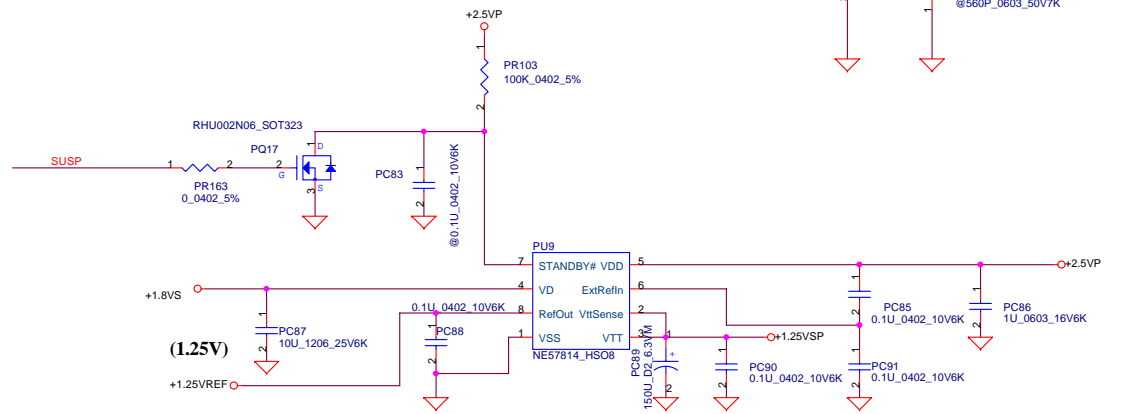 @560P_0603_50V7K
+2.5VP
1
PR103
100K_0402_5%
2
RHU002N06_SOT323
PQ17
SUSP
1 2
PR163
0_0402_5%
2
G
1
D
3
S
PC83
1
2
@0.1U_0402_10V6K
PU9
7 STANDBY# VDD 5
+2.5VP
4 VD ExtRefIn 6
8 RefOut VttSense 2
1 VSS VTT 3
NE57814_HSO8
+1.8VS
1
2
PC87
10U_1206_25V6K
0.1U_0402_10V6K
1
PC88
2
(1.25V)
+1.25VREF
PC89
150U_D2_6.3VM
1
+
2
+1.25VSP
1
2
PC90
0.1U_0402_10V6K
1
2
PC85
0.1U_0402_10V6K
1
2
PC86
1U_0603_16V6K
1
2
PC91
0.1U_0402_10V6K